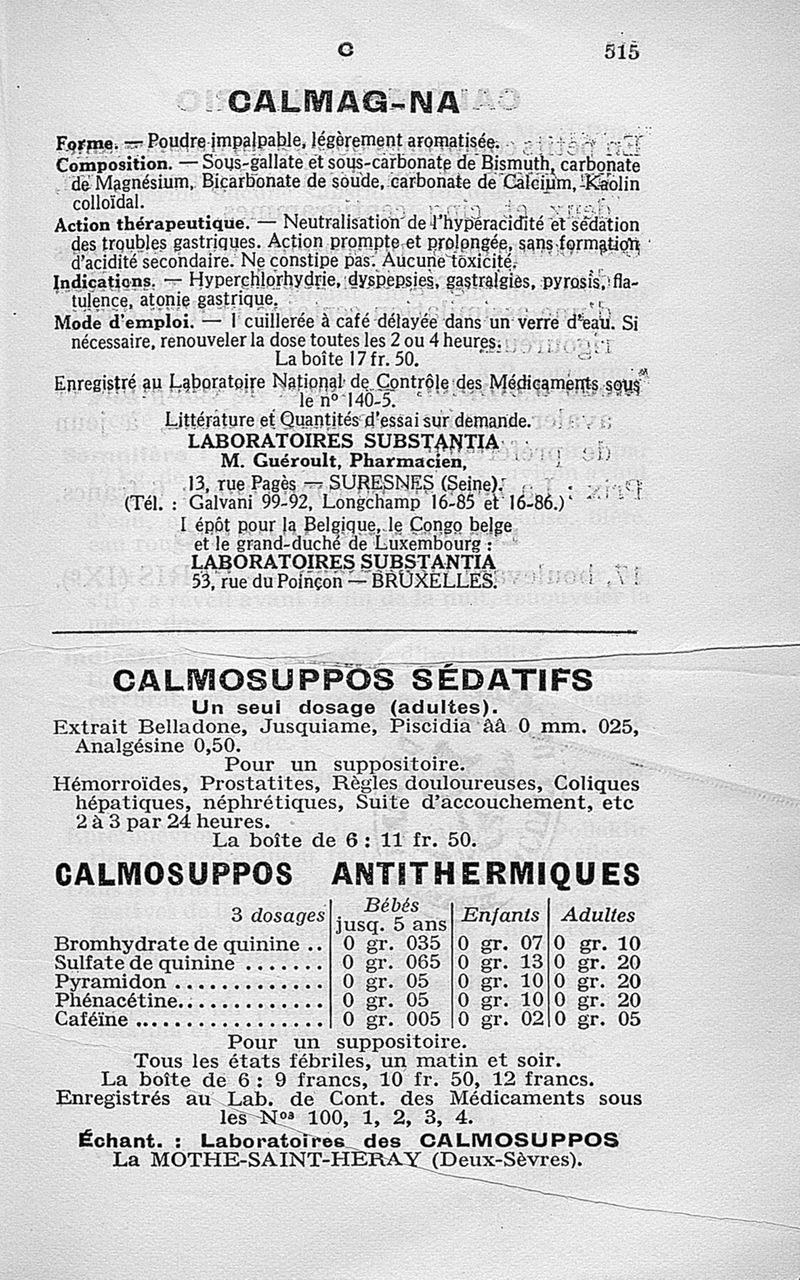 C 515
CALMAG-NA
Forme. — Poudre impalpable, légèrement aromatisée.
Composition. — Sous-gallate et sous-carbonate de Bismuth, carbonate
de Magnésium, Bicarbonate de soude, carbonate de Calcium, Kaolin
colloïdal.
Action thérapeutique. — Neutralisation de l'hyperacidité et sédation
des troubles gastriques. Action prompte et prolongée, sans formation
d'acidité secondaire. Ne constipe pas. Aucune toxicité.
Indications. — Hyperchlorhydrie, dyspepsies, gastralgies, pyrosis, fla-
tulence, atonie gastrique.
Mode d'emploi. — 1 cuillerée à café délayée dans un verre d'eau. Si
nécessaire, renouveler la dose toutes les 2 ou 4 heures.
La boîte 17 fr. 50.
Enregistré au Laboratoire National de Contrôle des Médicaments sous
le n° 140-5.
Littérature et Quantités d'essai sur demande.
LABORATOIRES SUBSTANTIA
M. Guéroult, Pharmacien,
13, rue Pagès — SURESNES (Seine).
(Tél. : Galvani 99-92, Longchamp 16-85 et 16-86.)
épôt pour la Belgique, le Congo belge
et le grand-duché de Luxembourg :
LABORATOIRES SUBSTANTIA
53, rue du Poinçon — BRUXELLES.
CALMOSUPPOS SÉDATIFS
Un seul dosage (adultes).
Extrait Belladone, Jusquiame, Piscidia ââ 0 mm. 025,
Analgésine 0,50.
Pour un suppositoire.
Hémorroïdes, Prostatites, Règles douloureuses, Coliques
hépatiques, néphrétiques, Suite d'accouchement, etc
2 à 3 par 24 heures.
La boîte de 6 : 11 fr. 50.
CALMOSUPPOS ANTITHERMIQUES
3 dosages Bébés jusq. 5 ans Enfants Adultes
Bromhydrate de quinine .. 0 gr. 035 0 gr. 07 0 gr. 10
Sulfate de quinine ....... 0 gr. 065 0 gr. 13 0 gr. 20
Pyramidon ............. 0 gr. 05 0 gr. 10 0 gr. 20
Phénacétine............. 0 gr. 05 0 gr. 10 0 gr. 20
Caféïne ................. 0 gr. 005 0 gr. 02 0 gr. 05
Pour un suppositoire.
Tous les états fébriles, un matin et soir.
La boîte de 6 : 9 francs, 10 fr. 50, 12 francs.
Enregistrés au Lab. de Cont. des Médicaments sous
les Nos 100, 1, 2, 3, 4.
Échant. : Laboratoires des CALMOSUPPOS
La MOTHE-SAINT-HERAY (Deux-Sèvres).